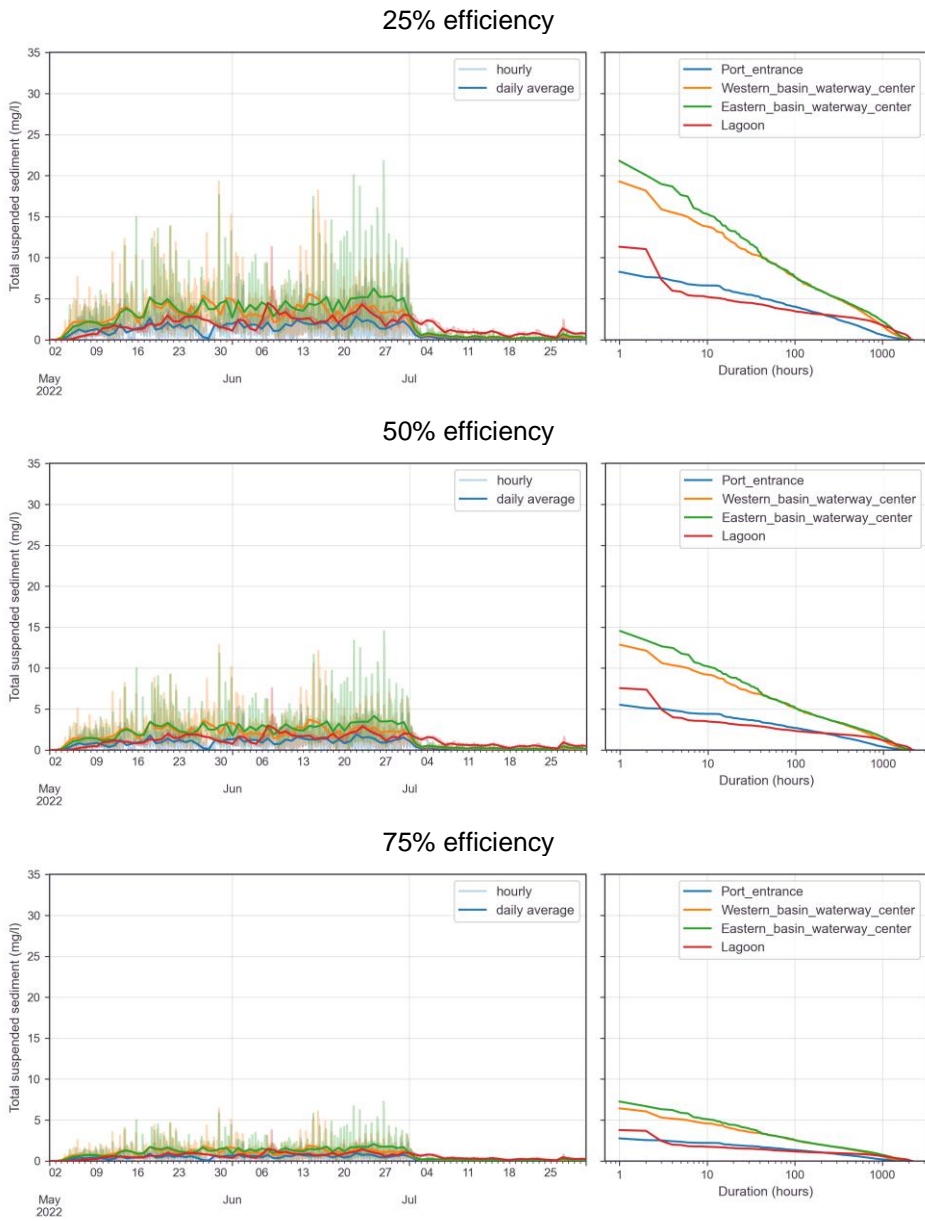 25% efficiency
35
30
25
20
15
10
5
0
Total suspended sediment (mg/l)
hourly
daily average
02 09 16 23 30 06 13 20 27 04 11 18 25
May Jun Jul
2022
Port_entrance
Western_basin_waterway_center
Eastern_basin_waterway_center
Lagoon
1 10 100 1000
Duration (hours)
50% efficiency
35
30
25
20
15
10
5
0
Total suspended sediment (mg/l)
hourly
daily average
02 09 16 23 30 06 13 20 27 04 11 18 25
May Jun Jul
2022
Port_entrance
Western_basin_waterway_center
Eastern_basin_waterway_center
Lagoon
1 10 100 1000
Duration (hours)
75% efficiency
35
30
25
20
15
10
5
0
Total suspended sediment (mg/l)
hourly
daily average
02 09 16 23 30 06 13 20 27 04 11 18 25
May Jun Jul
2022
Port_entrance
Western_basin_waterway_center
Eastern_basin_waterway_center
Lagoon
1 10 100 1000
Duration (hours)